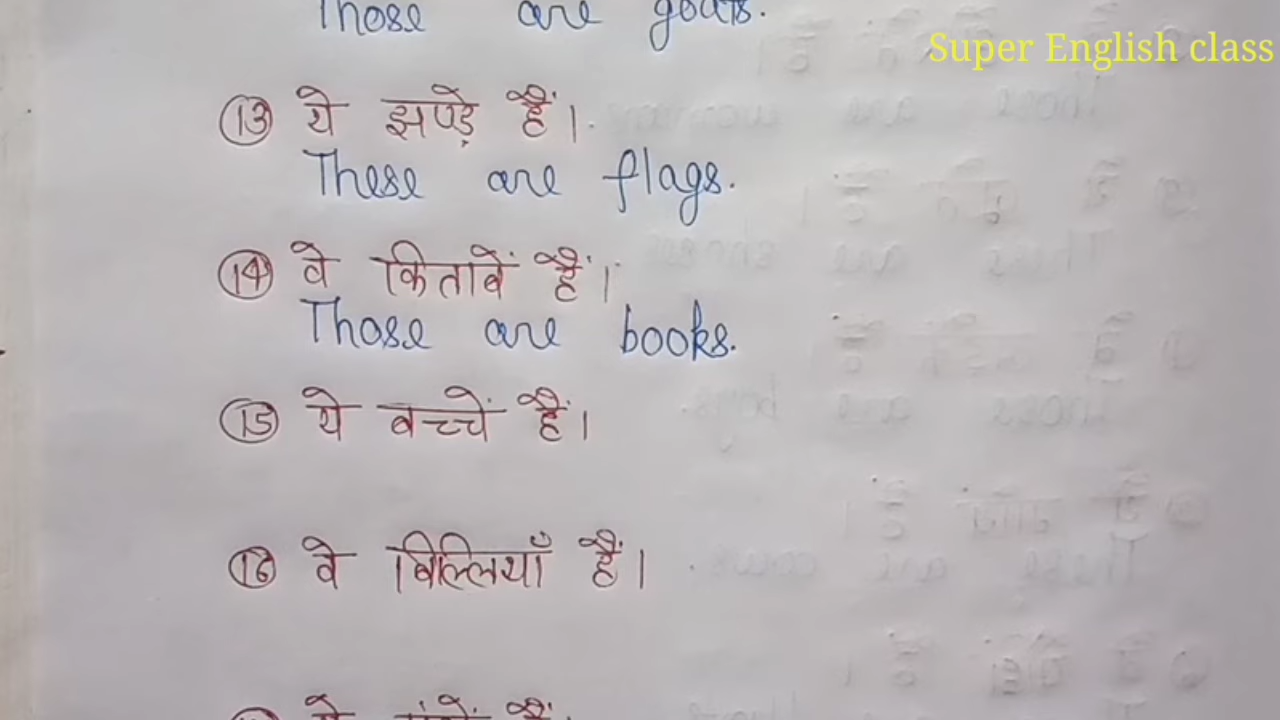 Those are goats.
Super English class
(13) ये झण्डे़ हैं।
These are flags.
(14) वे किताबें हैं।
Those are books.
(15) ये बच्चें हैं।
(16) वे बिल्लियाँ हैं।
ये हैं